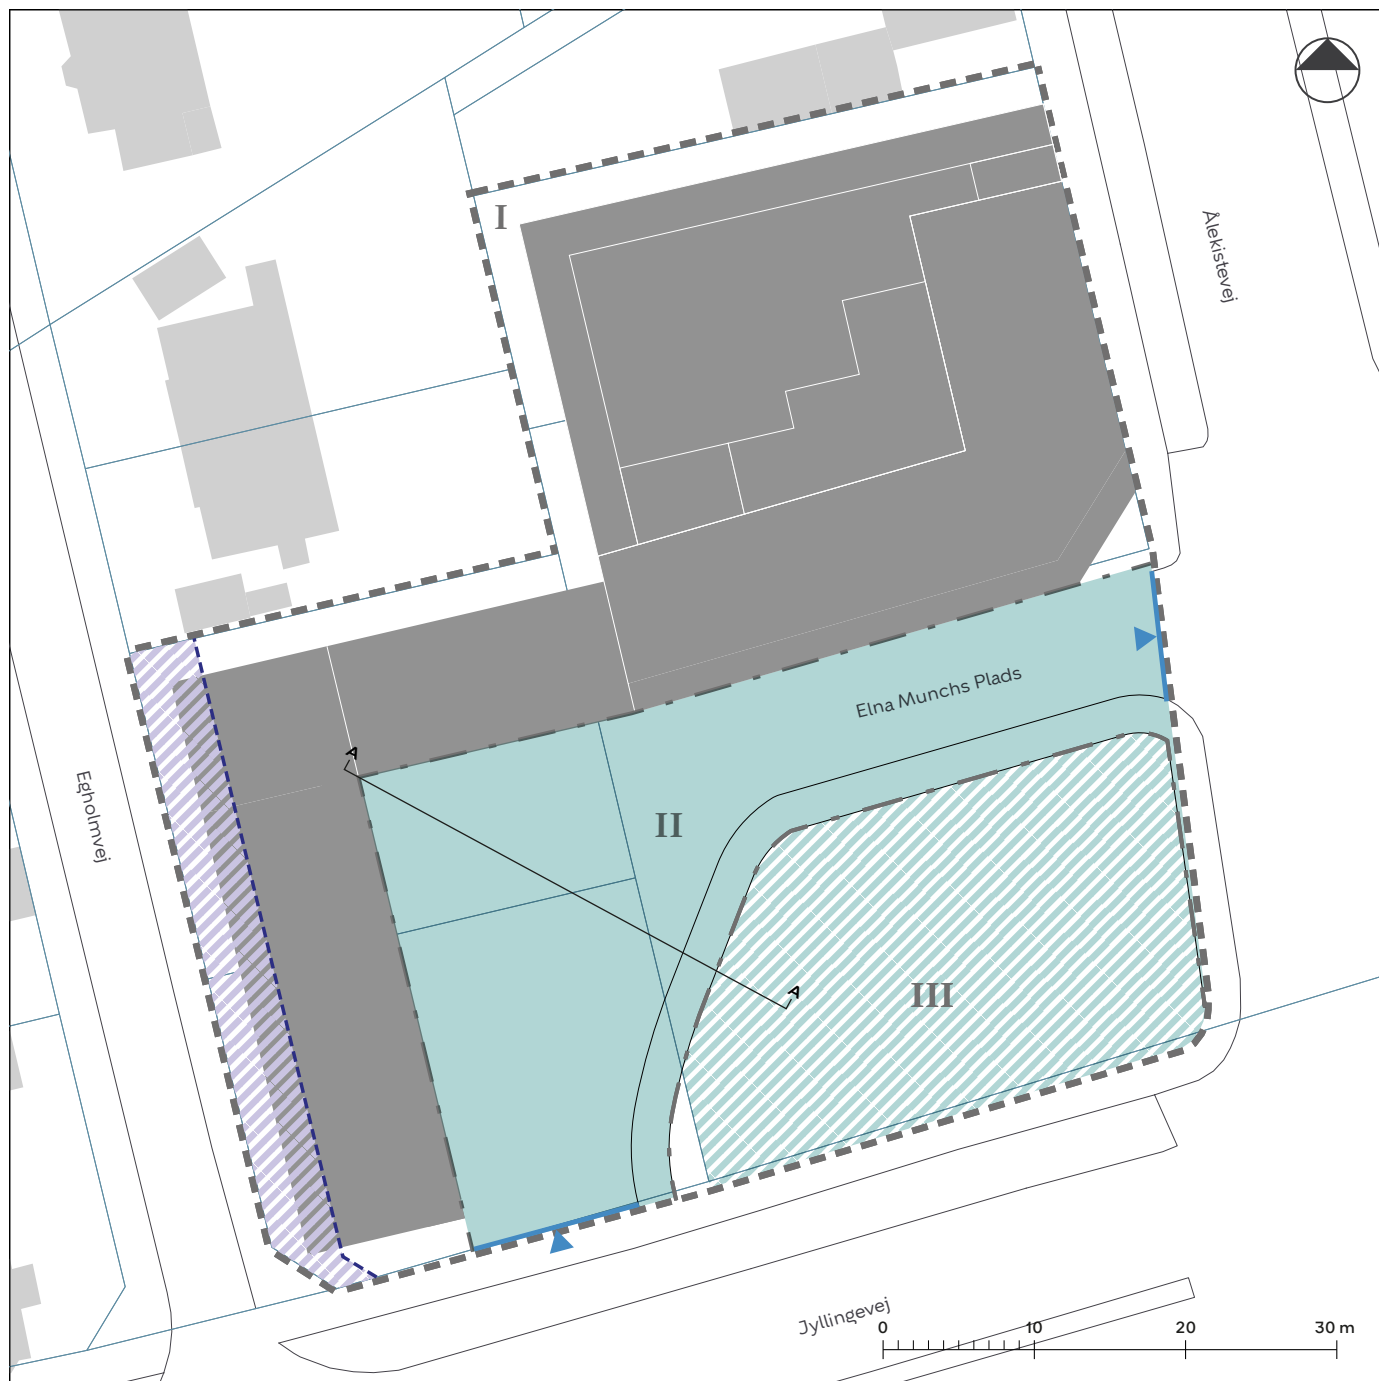 I
Ålekistevej
Elna Munchs Plads
A
Egholmvej
II
A
III
Jyllingevej
0 10 20 30 m